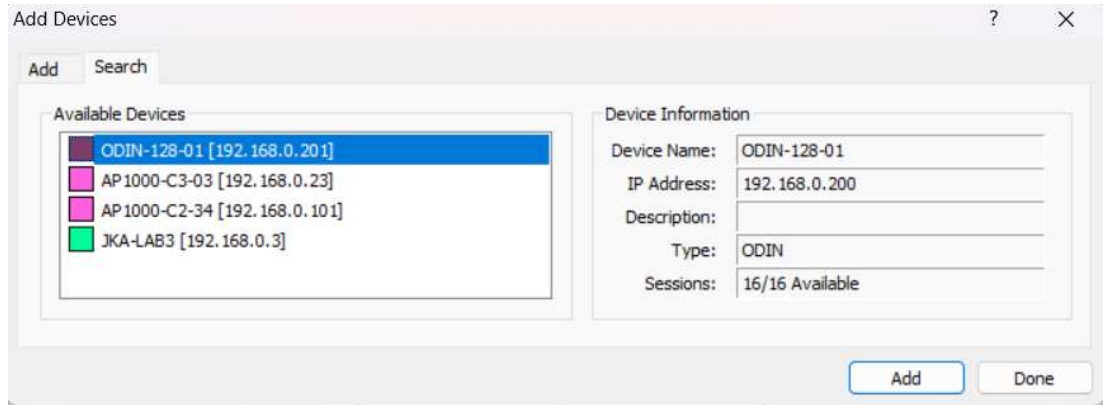 Add Devices
?
Add
Search
Available Devices
ODIN-128-01 [192.168.0.201]
AP1000-C3-03 [192.168.0.23]
AP1000-C2-34 [192.168.0.101]
JKA-LAB3 [192.168.0.3]
Device Information
Device Name: ODIN-128-01
IP Address: 192.168.0.200
Description:
Type: ODIN
Sessions: 16/16 Available
Add
Done